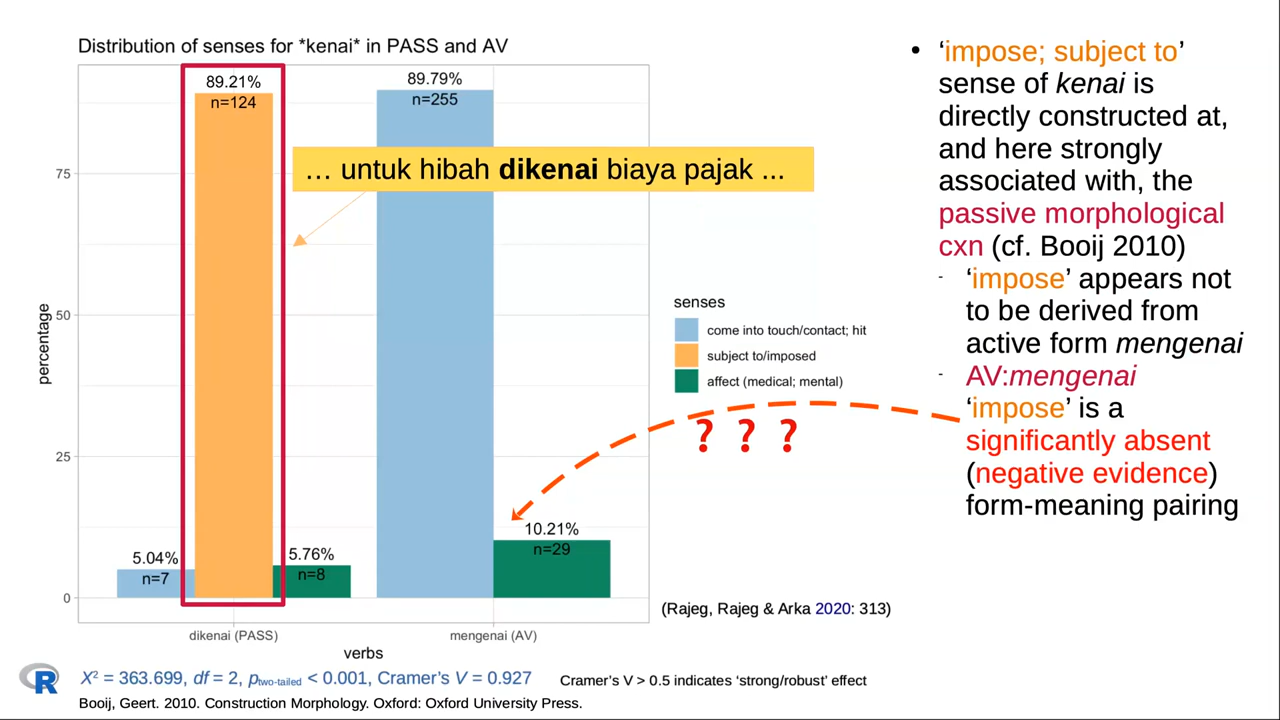 Distribution of senses for *kenai* in PASS and AV
89.21%
n=124
89.79%
n=255
… untuk hibah dikenai biaya pajak ...
75
50
25
0
percentage
5.04%
n=7
5.76%
n=8
10.21%
n=29
dikenai (PASS)
mengenai (AV)
verbs
senses
come into touch/contact; hit
subject to/imposed
affect (medical; mental)
? ? ?
• ‘impose; subject to’
sense of kenai is
directly constructed at,
and here strongly
associated with, the
passive morphological
cxn (cf. Booij 2010)
- ‘impose’ appears not
to be derived from
active form mengenai
- AV:mengenai
‘impose’ is a
significantly absent
(negative evidence)
form-meaning pairing
(Rajeg, Rajeg & Arka 2020: 313)
R
X² = 363.699, df = 2, ptwo-tailed < 0.001, Cramer’s V = 0.927
Cramer’s V > 0.5 indicates ‘strong/robust’ effect
Booij, Geert. 2010. Construction Morphology. Oxford: Oxford University Press.